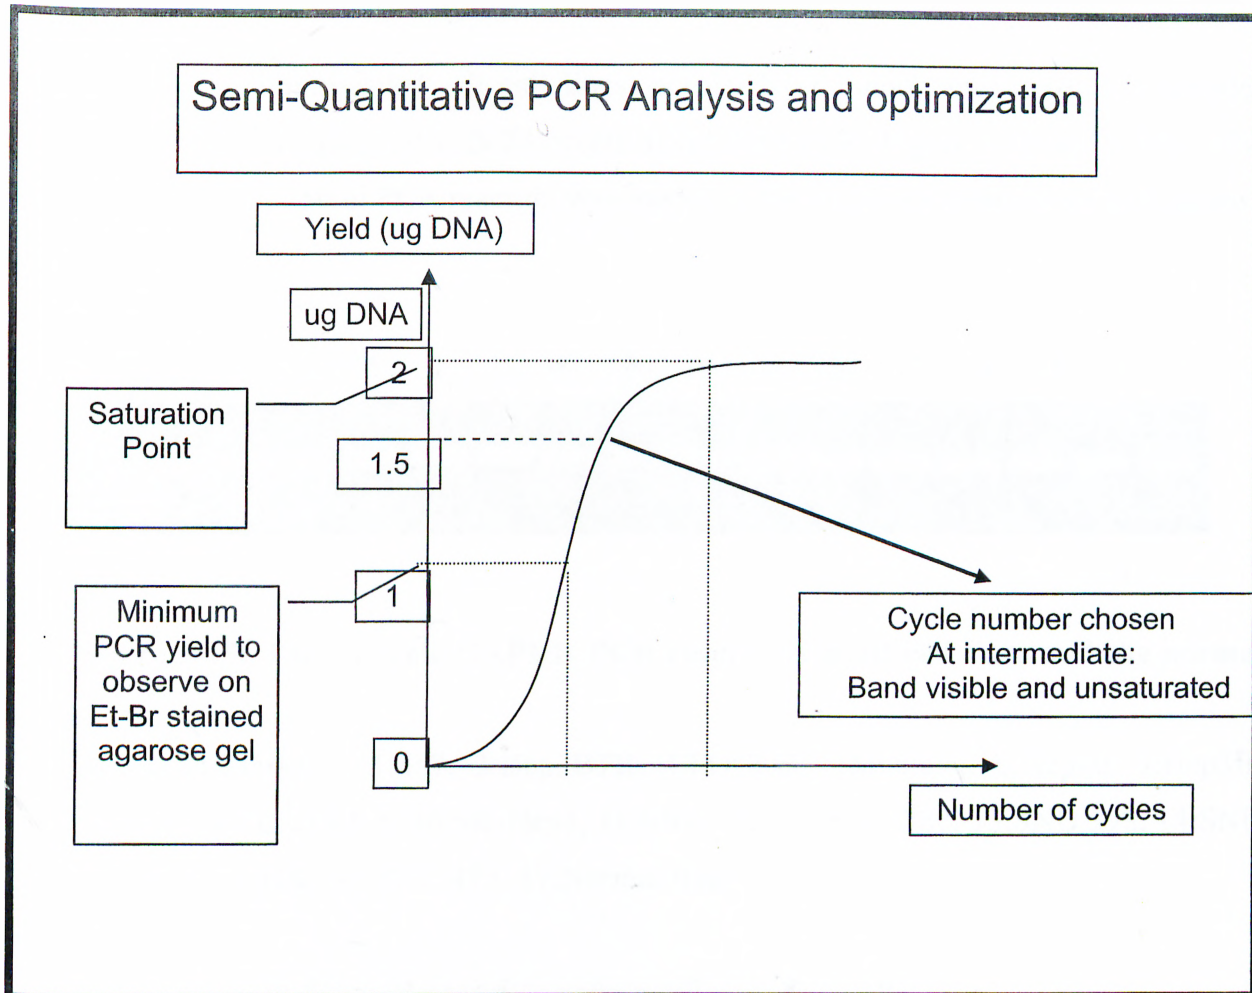 Semi-Quantitative PCR Analysis and optimization
Yield (ug DNA)
ug DNA
2
Saturation
Point
1.5
1
Minimum
PCR yield to
observe on
Et-Br stained
agarose gel
Cycle number chosen
At intermediate:
Band visible and unsaturated
0
Number of cycles